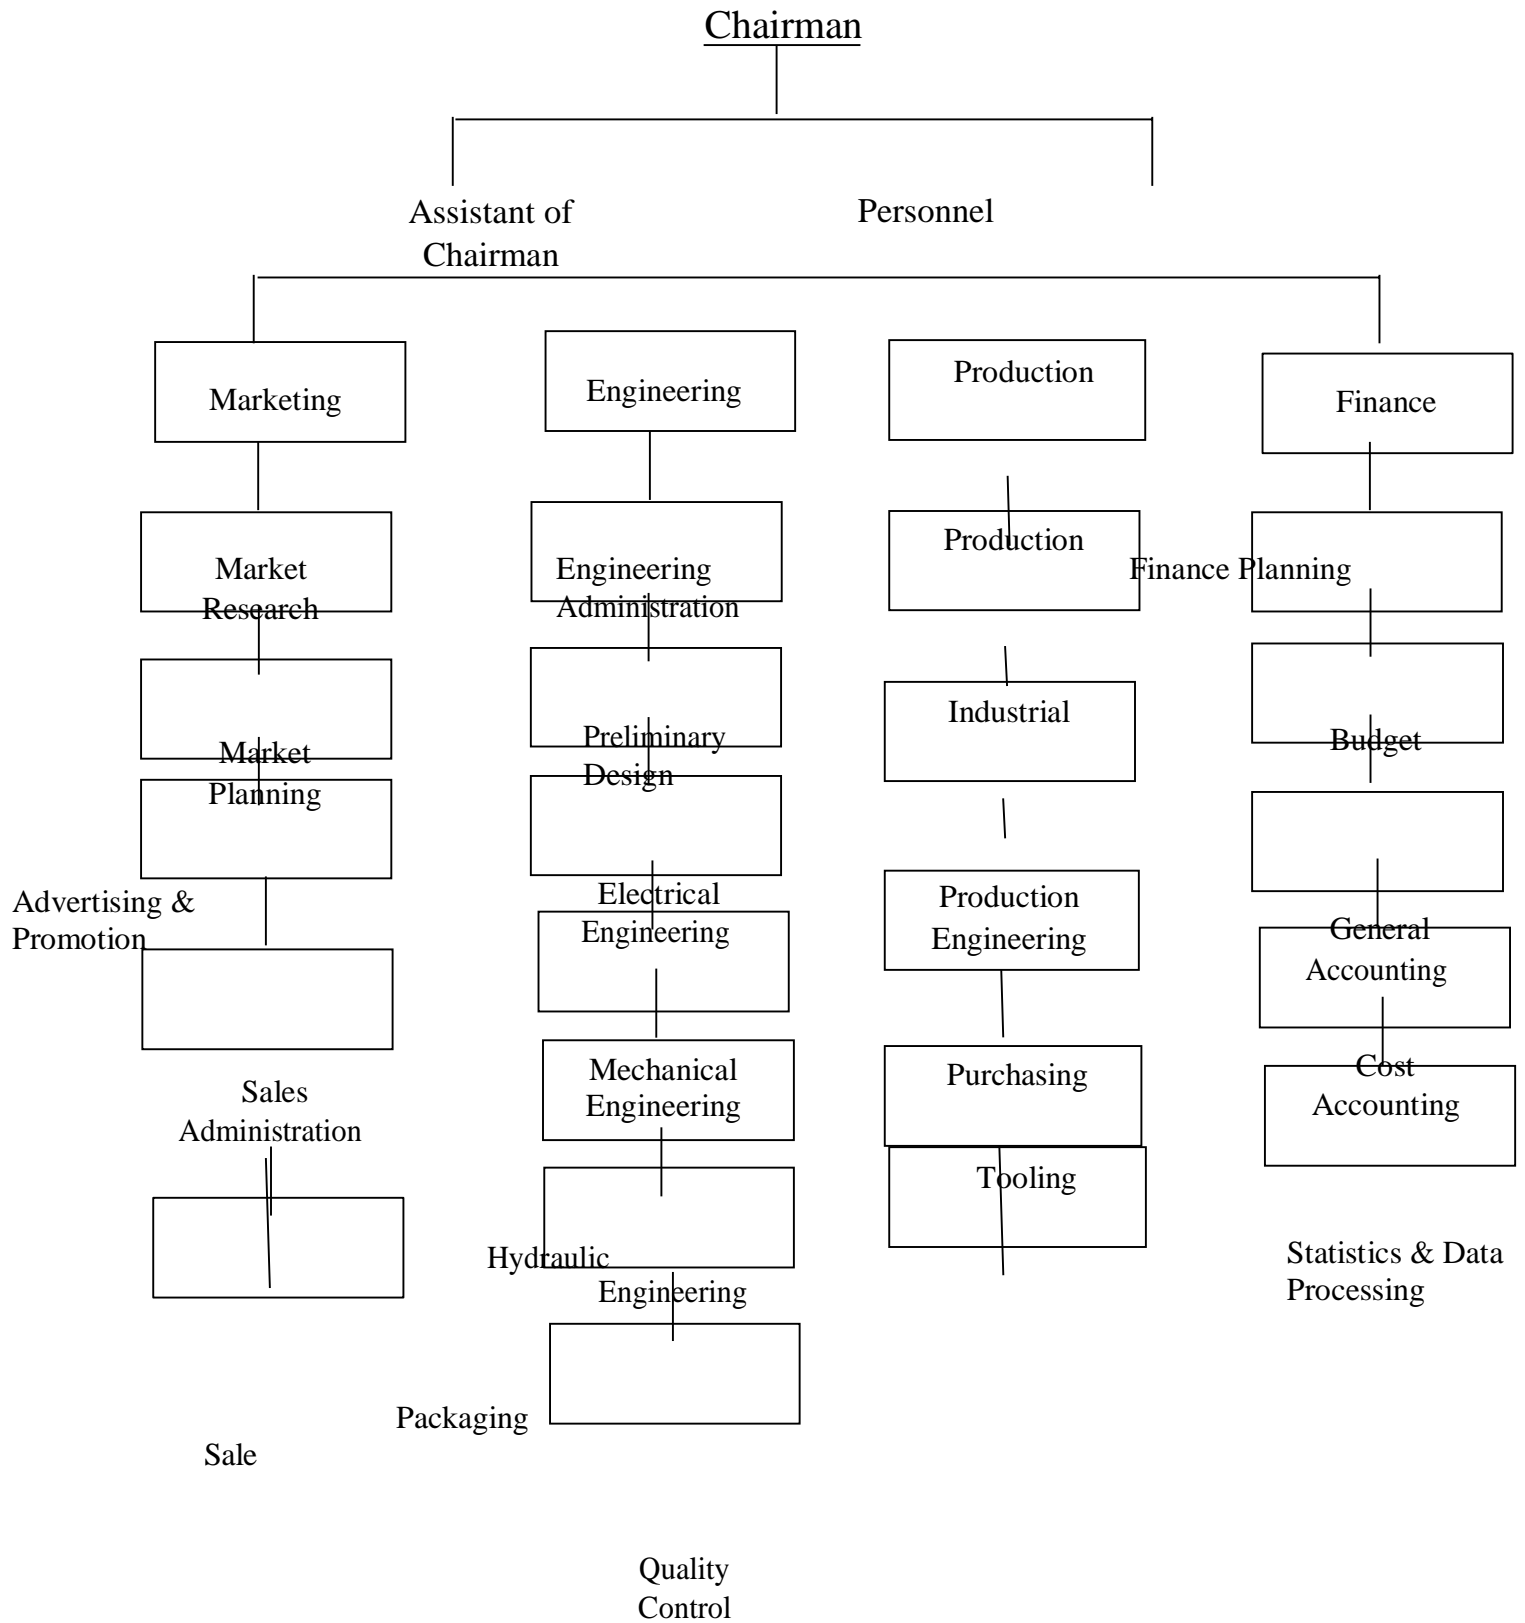 Chairman
Assistant of
Chairman
Personnel
Marketing
Engineering
Production
Finance
Market
Research
Engineering
Administration
Production
Finance Planning
Market
Planning
Preliminary
Design
Industrial
Budget
Advertising &
Promotion
Electrical
Engineering
Production
Engineering
General
Accounting
Sales
Administration
Mechanical
Engineering
Purchasing
Cost
Accounting
Tooling
Hydraulic
Engineering
Statistics & Data
Processing
Packaging
Sale
Quality
Control